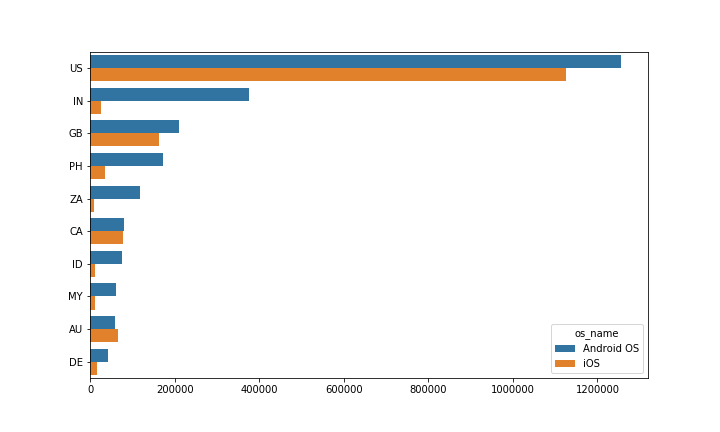 US
IN
GB
PH
ZA
CA
ID
MY
AU
DE
os_name
Android OS
iOS
0 200000 400000 600000 800000 1000000 1200000